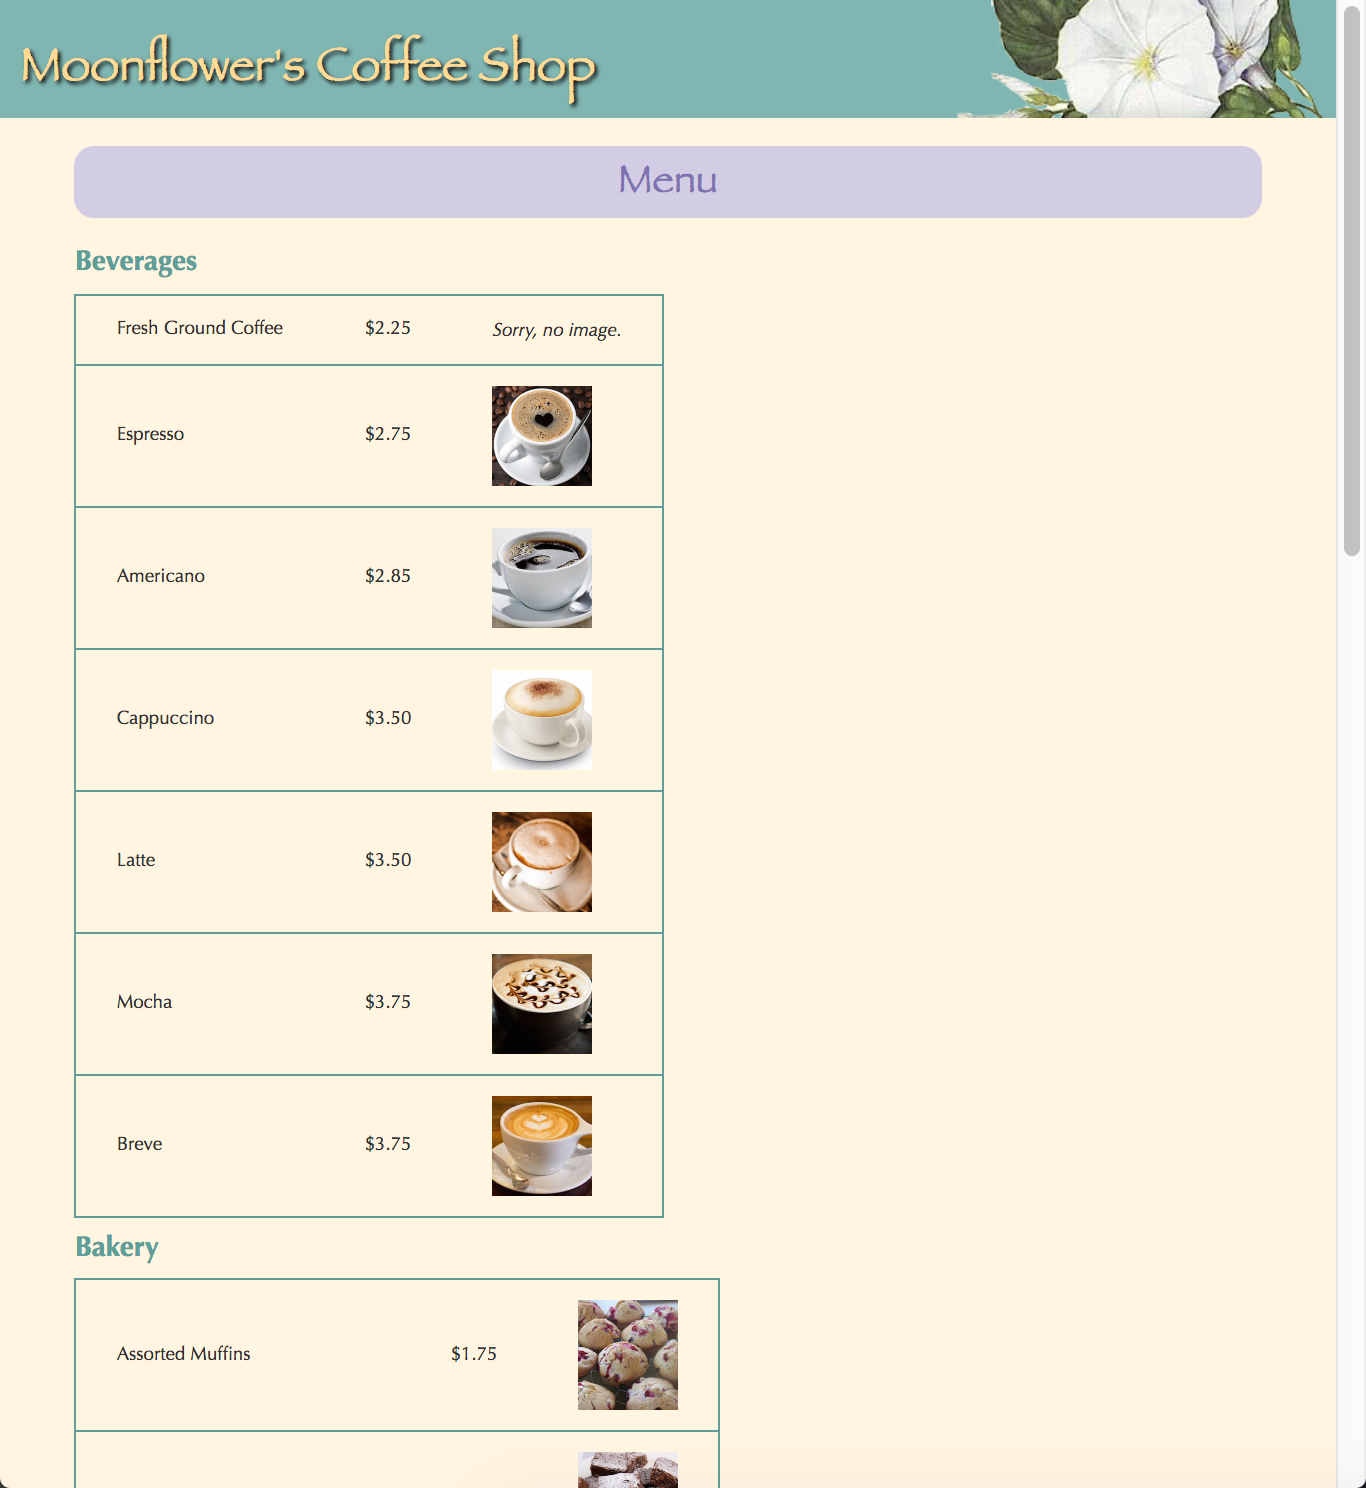 Moonflower's Coffee Shop
Menu
Beverages
Fresh Ground Coffee $2.25 Sorry, no image.
Espresso $2.75
Americano $2.85
Cappuccino $3.50
Latte $3.50
Mocha $3.75
Breve $3.75
Bakery
Assorted Muffins $1.75